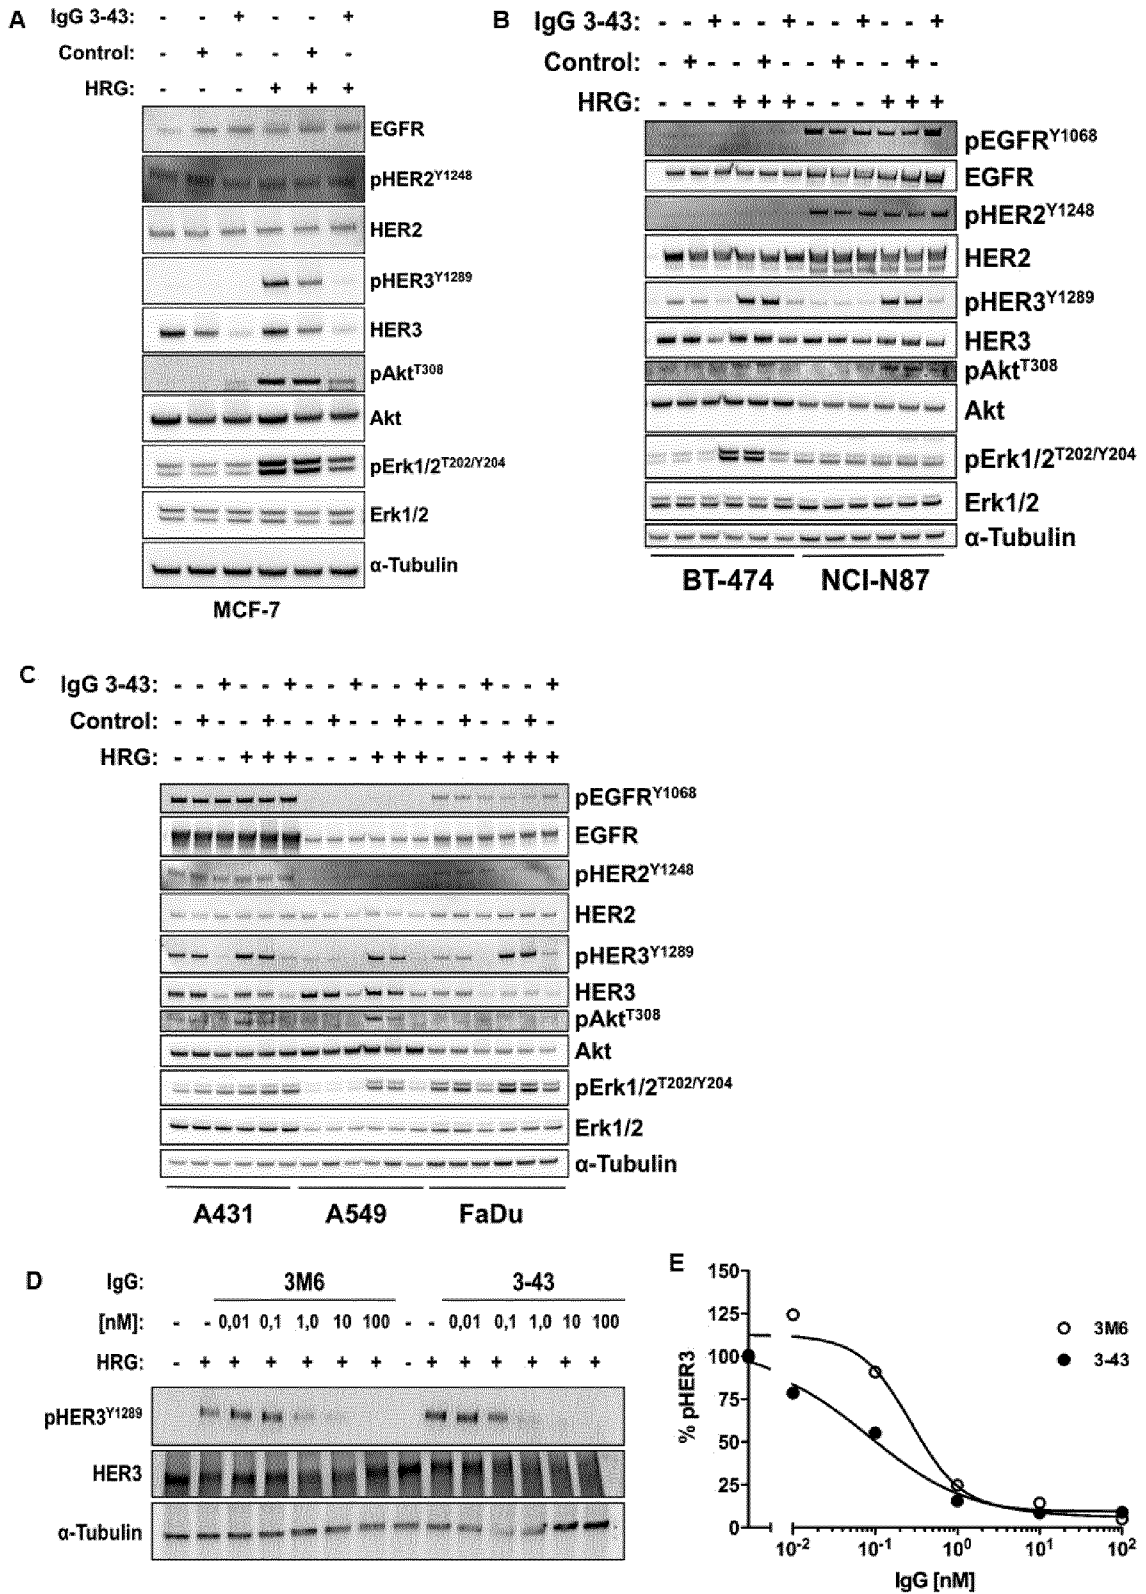 A
IgG 3-43: - - + - - +
Control: - + - - + -
HRG: - - - + + +
EGFR
pHER2Y1248
HER2
pHER3Y1289
HER3
pAktT308
Akt
pErk1/2T202/Y204
Erk1/2
α-Tubulin
MCF-7
B
IgG 3-43: - - + - - + - - + - - +
Control: - + - - + - - + - - + -
HRG: - - - + + + - - - + + +
pEGFRY1068
EGFR
pHER2Y1248
HER2
pHER3Y1289
HER3
pAktT308
Akt
pErk1/2T202/Y204
Erk1/2
α-Tubulin
BT-474 NCI-N87
C
IgG 3-43: - - + - - + - - + - - + - - + - - +
Control: - + - - + - - + - - + - - + - - + -
HRG: - - - + + + - - - + + + - - - + + +
pEGFRY1068
EGFR
pHER2Y1248
HER2
pHER3Y1289
HER3
pAktT308
Akt
pErk1/2T202/Y204
Erk1/2
α-Tubulin
A431 A549 FaDu
D
IgG: 3M6 3-43
[nM]: - - 0,01 0,1 1,0 10 100 - - 0,01 0,1 1,0 10 100
HRG: - + + + + + + - + + + + + +
pHER3Y1289
HER3
α-Tubulin
E
150
125
100
75
50
25
0
% pHER3
3M6
3-43
10-2 10-1 100 101 102
IgG [nM]